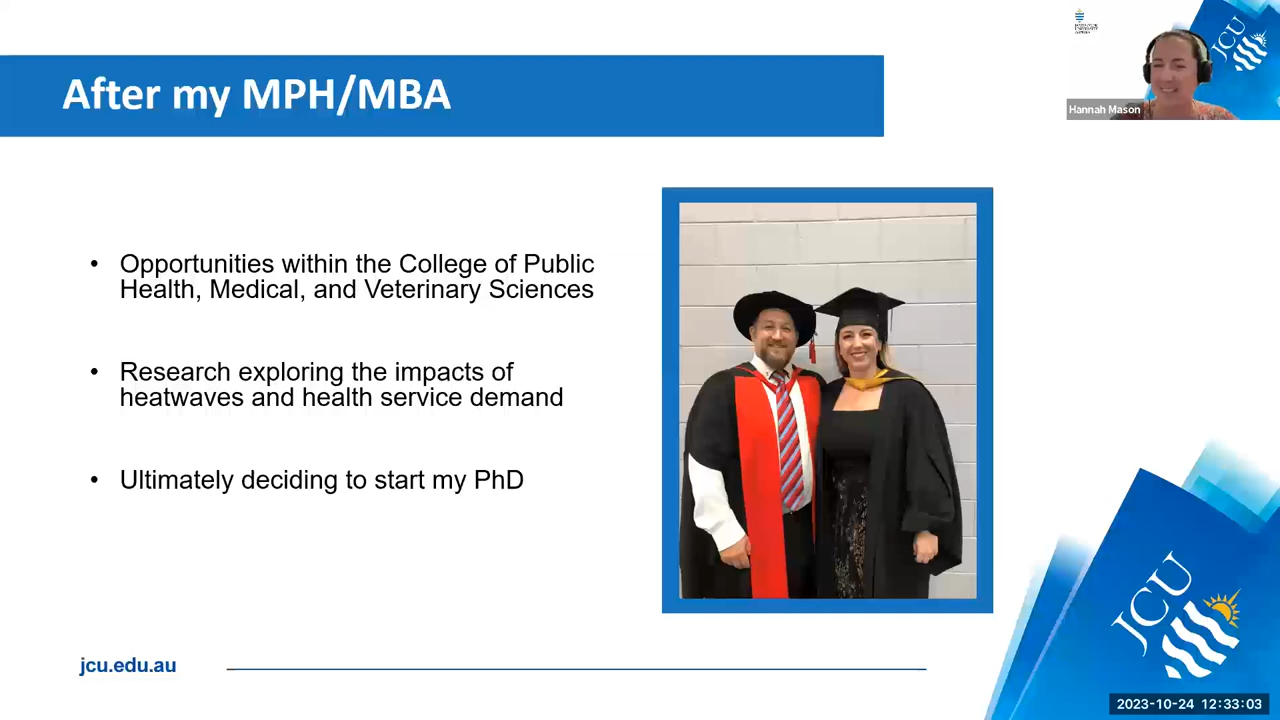 After my MPH/MBA
JCU
Hannah Mason
• Opportunities within the College of Public
Health, Medical, and Veterinary Sciences
• Research exploring the impacts of
heatwaves and health service demand
• Ultimately deciding to start my PhD
JCU
jcu.edu.au
2023-10-24 12:33:03